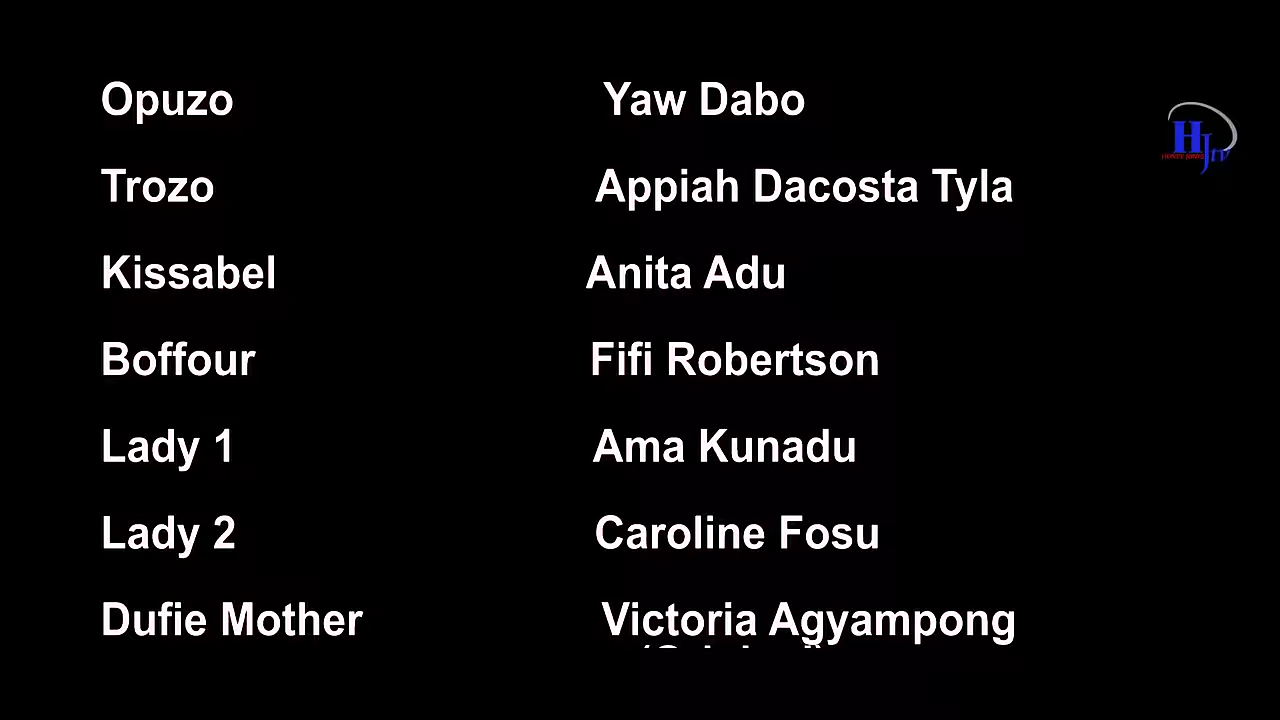 Opuzo Yaw Dabo
Trozo Appiah Dacosta Tyla
Kissabel Anita Adu
Boffour Fifi Robertson
Lady 1 Ama Kunadu
Lady 2 Caroline Fosu
Dufie Mother Victoria Agyampong
HJtv